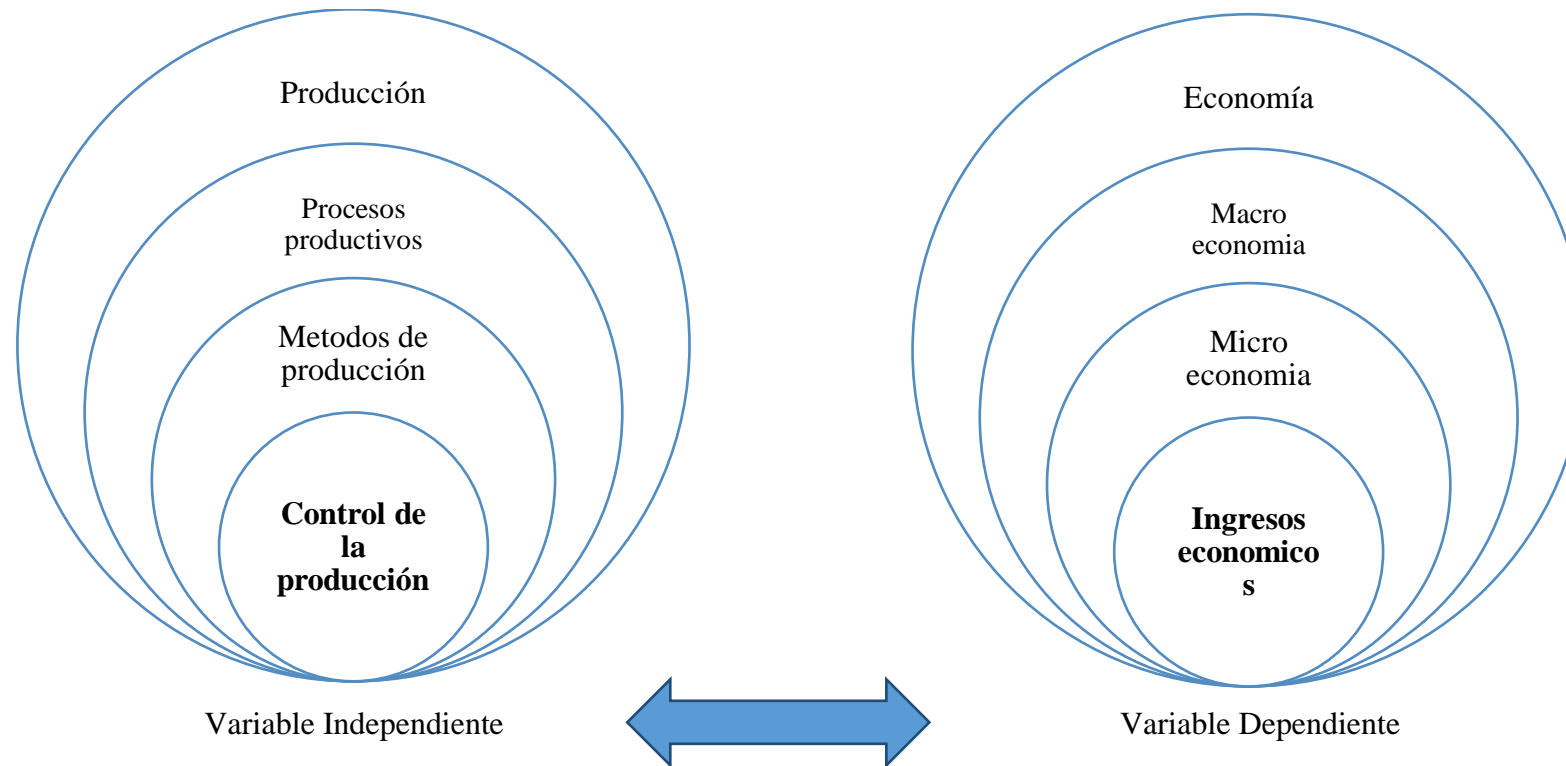 Producción
Procesos
productivos
Metodos de
producción
Control de
la
producción
Variable Independiente
Economía
Macro
economia
Micro
economia
Ingresos
economico
s
Variable Dependiente